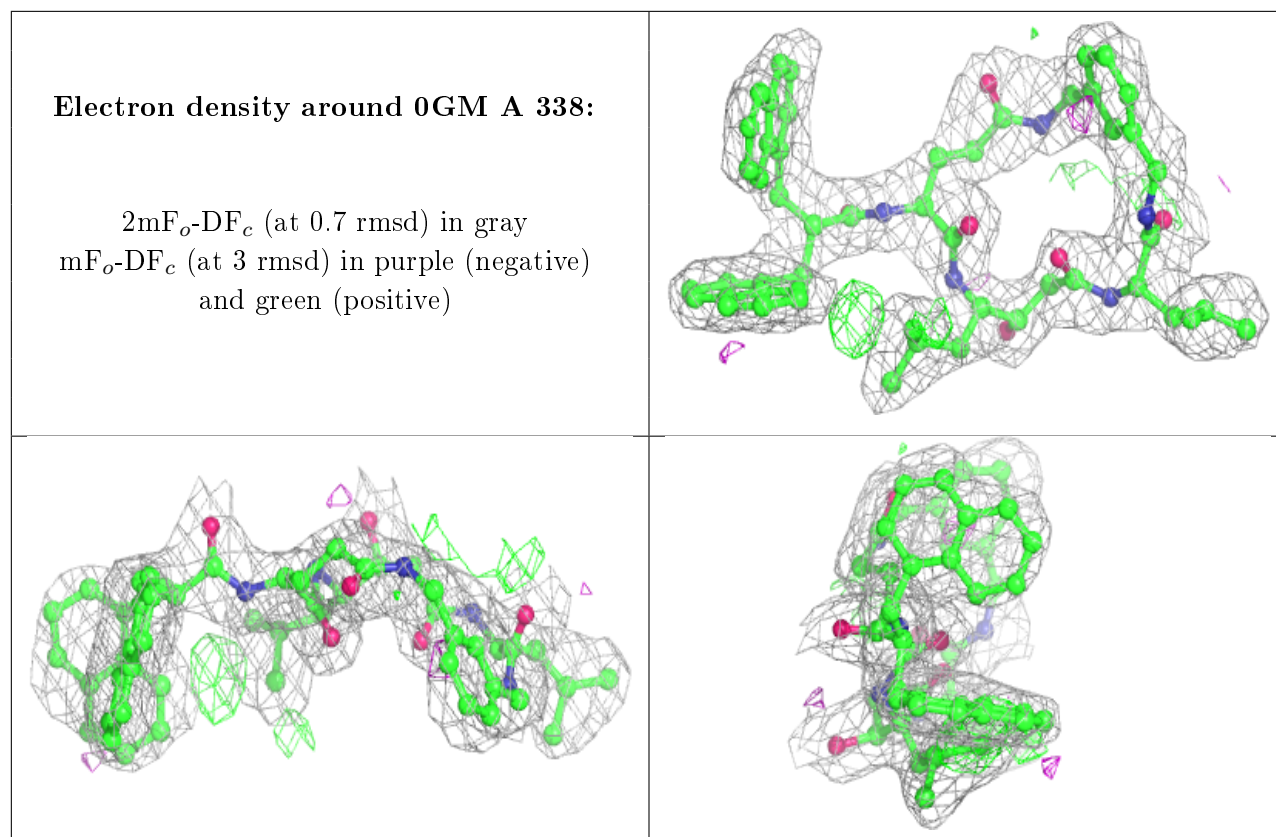 Electron density around 0GM A 338:
2mFₒ-DF𝒸 (at 0.7 rmsd) in gray
mFₒ-DF𝒸 (at 3 rmsd) in purple (negative)
and green (positive)